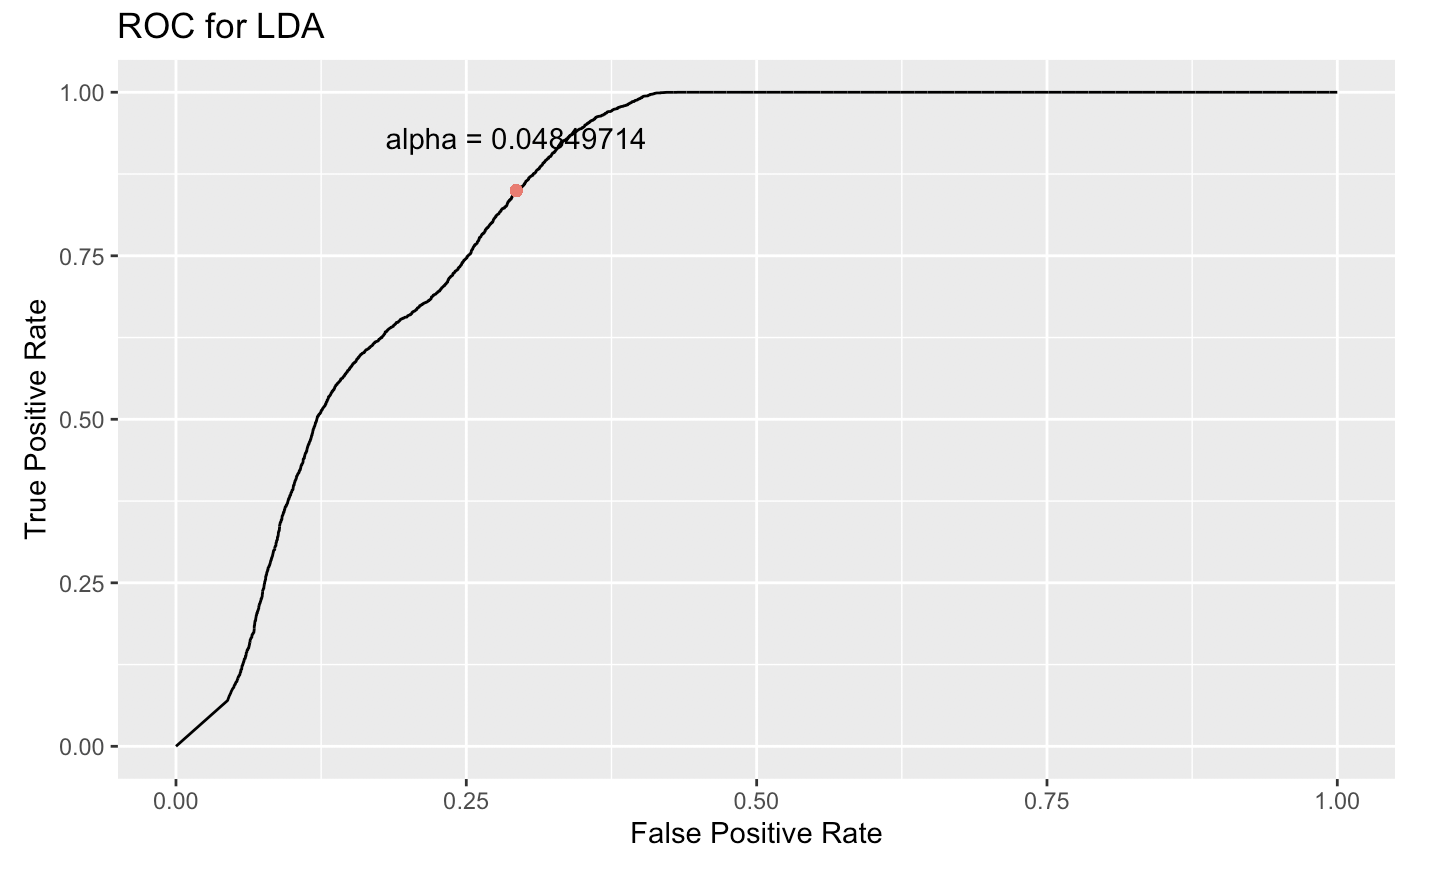 ROC for LDA
1.00
0.75
0.50
0.25
0.00
True Positive Rate
alpha = 0.04849714
0.00 0.25 0.50 0.75 1.00
False Positive Rate